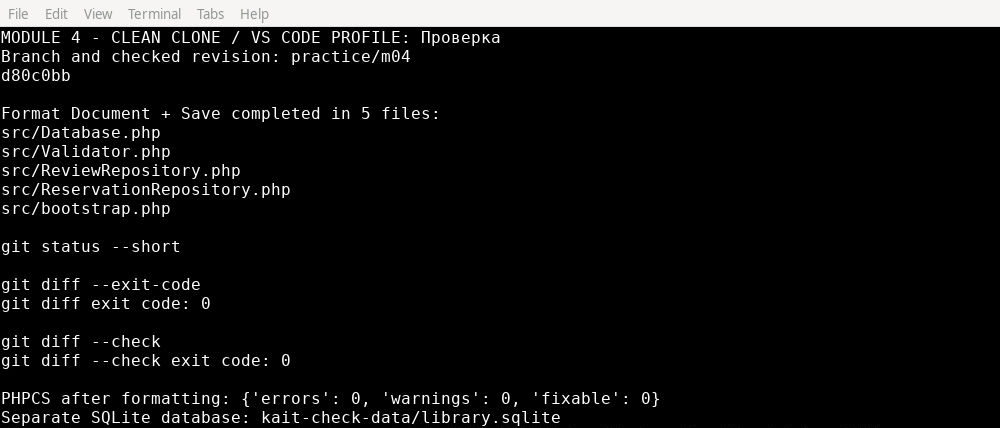 File Edit View Terminal Tabs Help
MODULE 4 - CLEAN CLONE / VS CODE PROFILE: Проверка
Branch and checked revision: practice/m04
d80c0bb
Format Document + Save completed in 5 files:
src/Database.php
src/Validator.php
src/ReviewRepository.php
src/ReservationRepository.php
src/bootstrap.php
git status --short
git diff --exit-code
git diff exit code: 0
git diff --check
git diff --check exit code: 0
PHPCS after formatting: {'errors': 0, 'warnings': 0, 'fixable': 0}
Separate SQLite database: kait-check-data/library.sqlite